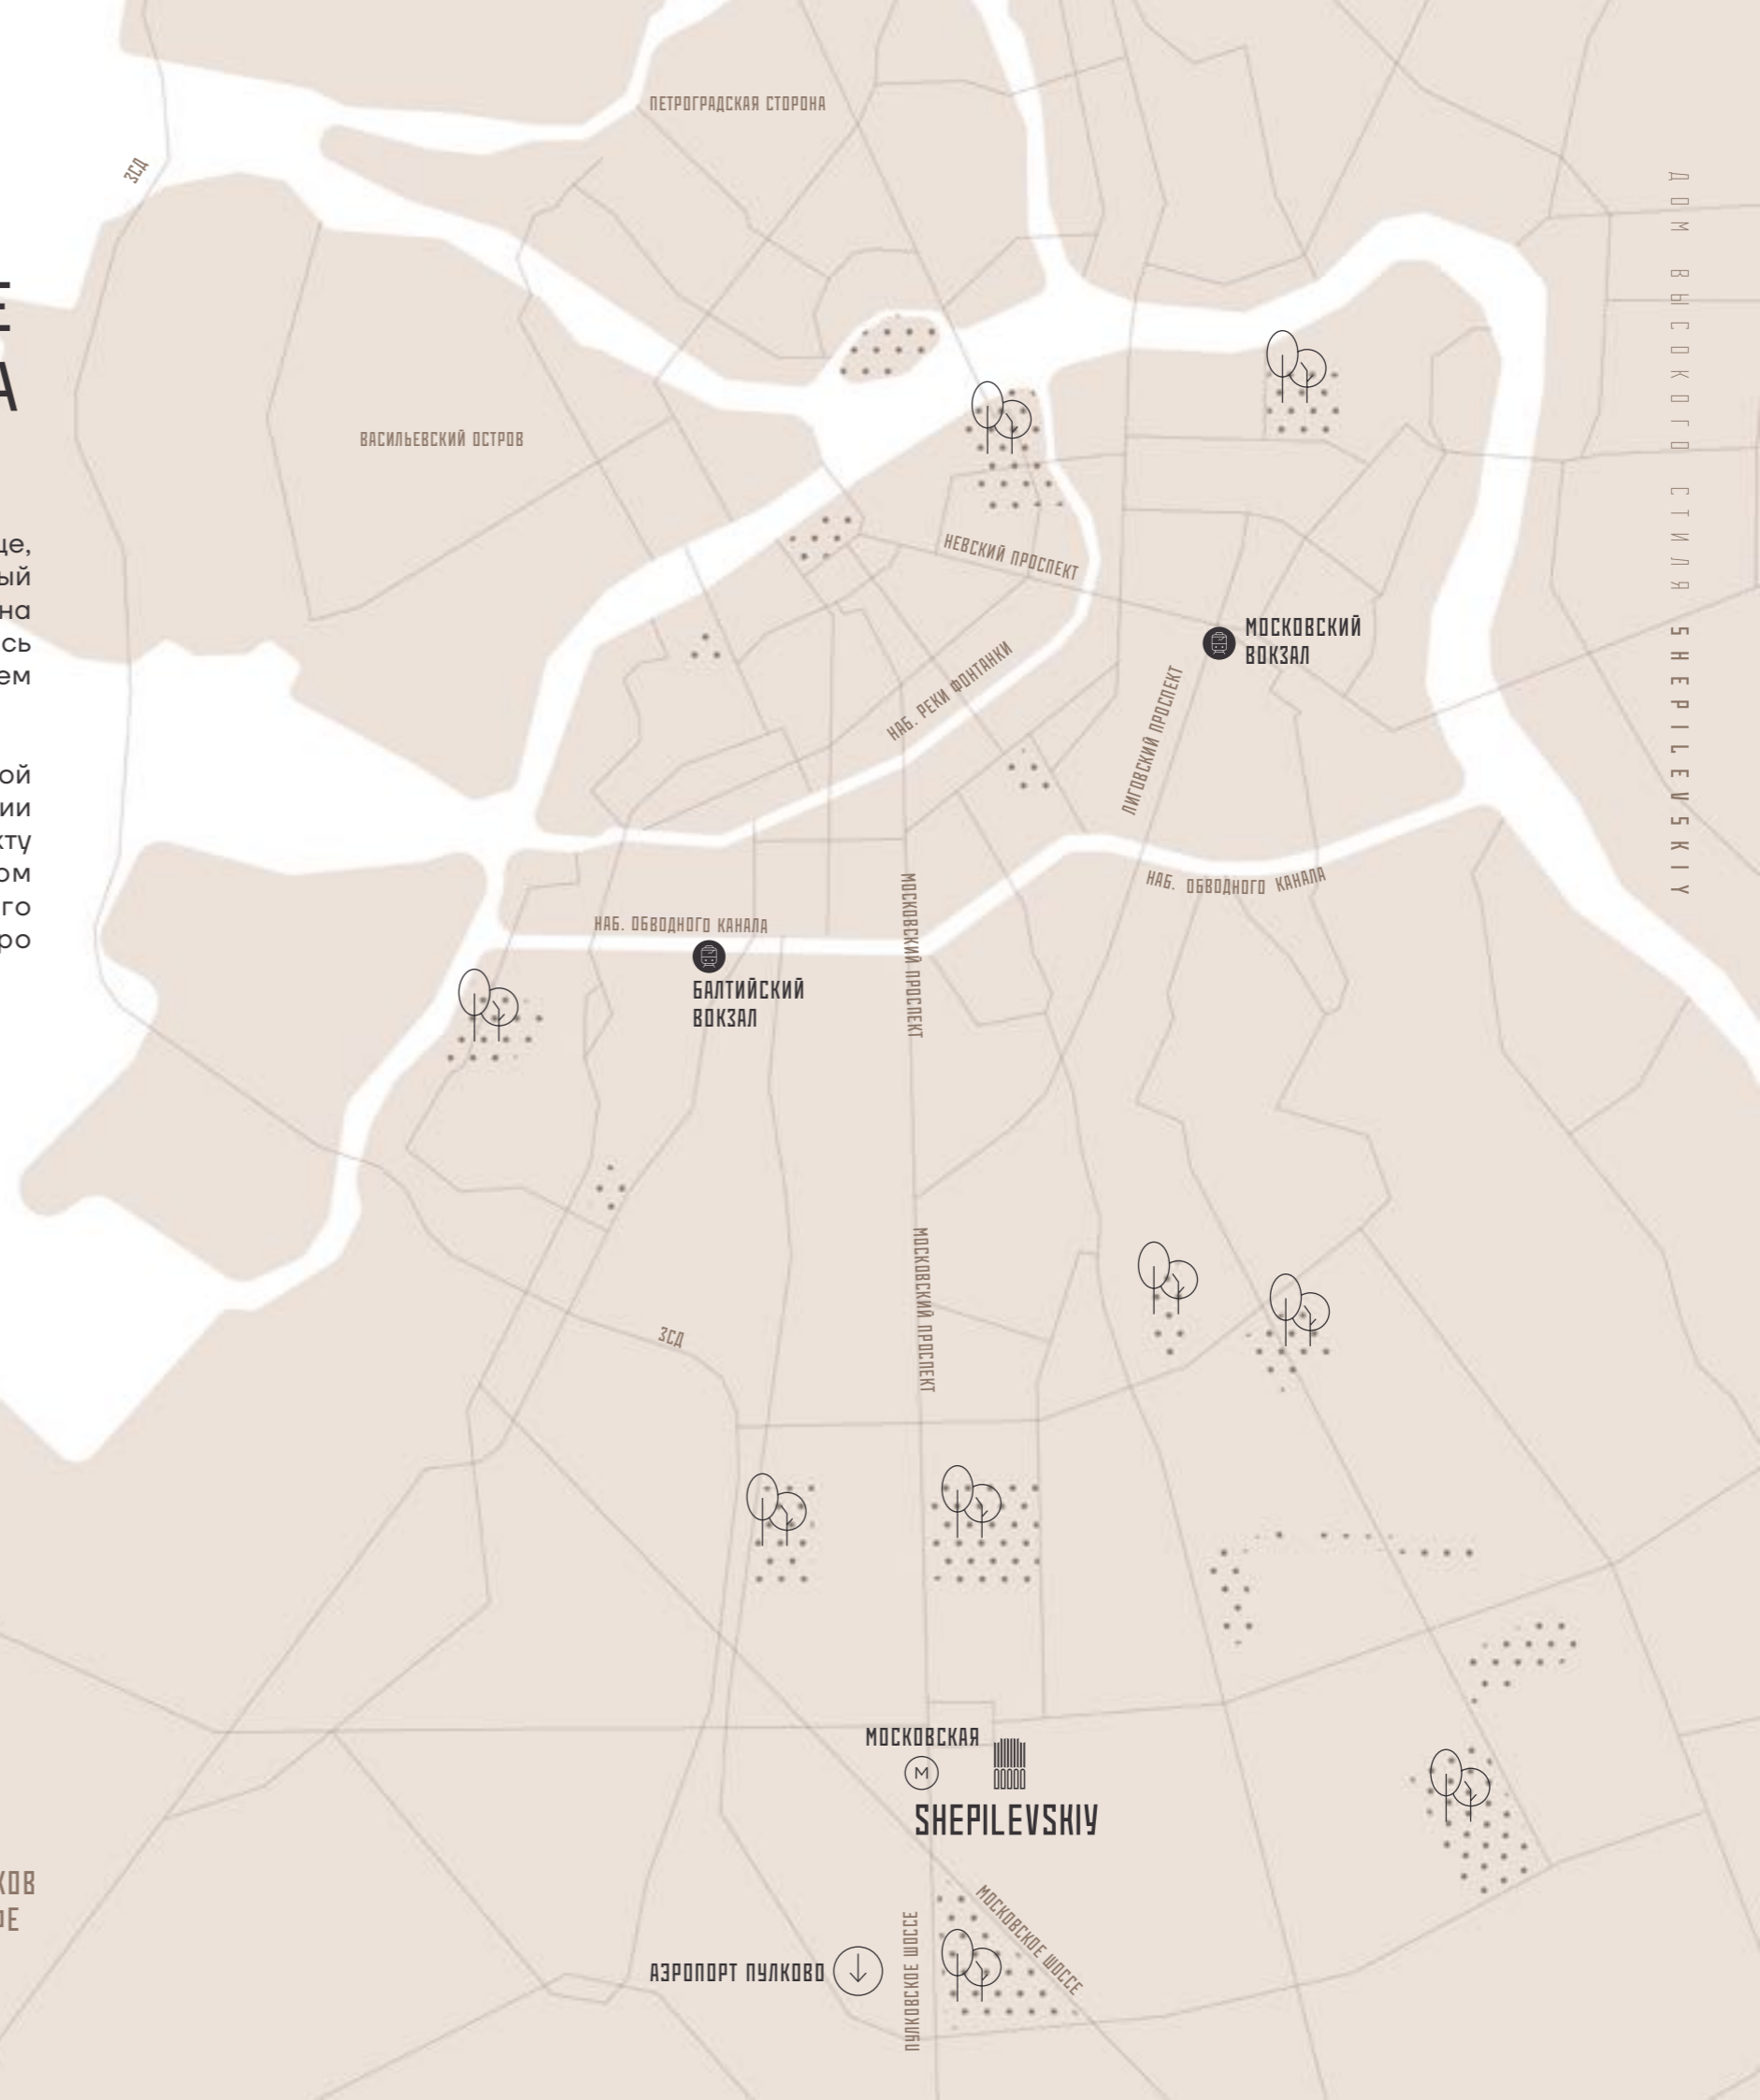 ПЕТРОГРАДСКАЯ СТОРОНА
ЗСД
ВАСИЛЬЕВСКИЙ ОСТРОВ
НЕВСКИЙ ПРОСПЕКТ
МОСКОВСКИЙ
ВОКЗАЛ
НАБ. РЕКИ ФОНТАНКИ
ЛИГОВСКИЙ ПРОСПЕКТ
НАБ. ОБВОДНОГО КАНАЛА
НАБ. ОБВОДНОГО КАНАЛА
МОСКОВСКИЙ ПРОСПЕКТ
БАЛТИЙСКИЙ
ВОКЗАЛ
МОСКОВСКИЙ ПРОСПЕКТ
ЗСД
МОСКОВСКАЯ
М
SHEPILEVSKIY
МОСКОВСКОЕ ШОССЕ
ПУЛКОВСКОЕ ШОССЕ
АЭРОПОРТ ПУЛКОВО
ДОМ ВЫСОКОГО СТИЛЯ SHEPILEVSKIY